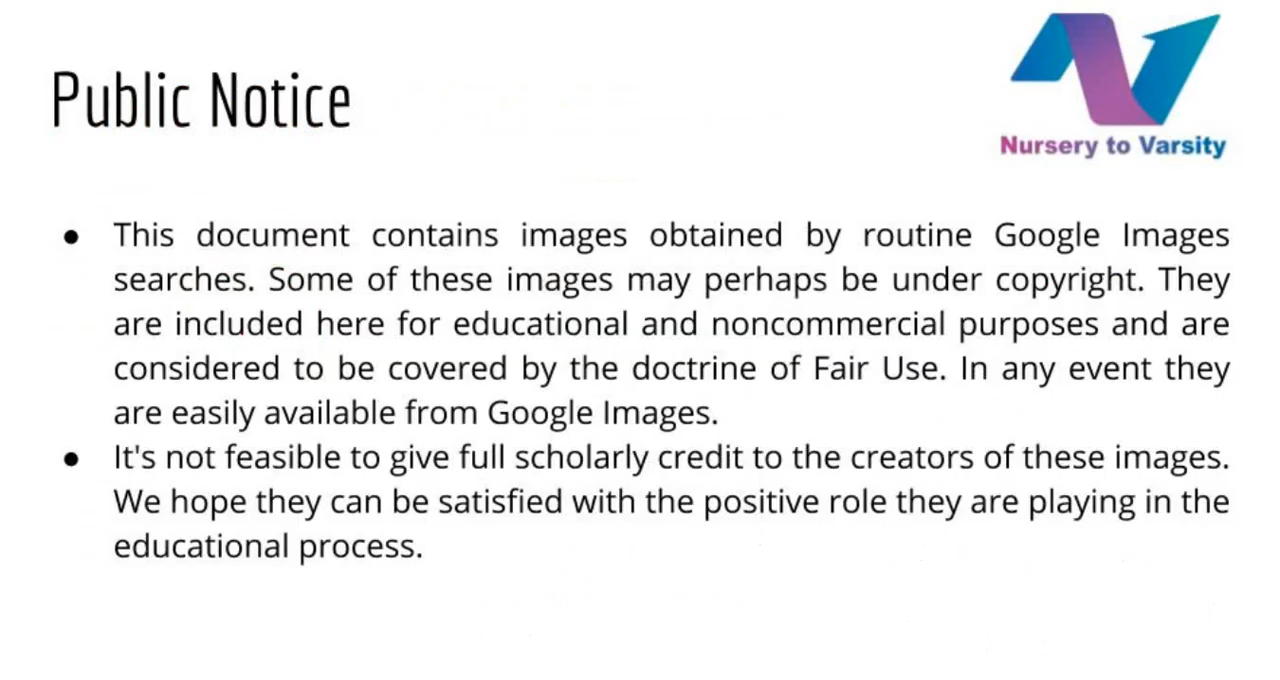 Public Notice
Nursery to Varsity
● This document contains images obtained by routine Google Images
searches. Some of these images may perhaps be under copyright. They
are included here for educational and noncommercial purposes and are
considered to be covered by the doctrine of Fair Use. In any event they
are easily available from Google Images.
● It's not feasible to give full scholarly credit to the creators of these images.
We hope they can be satisfied with the positive role they are playing in the
educational process.